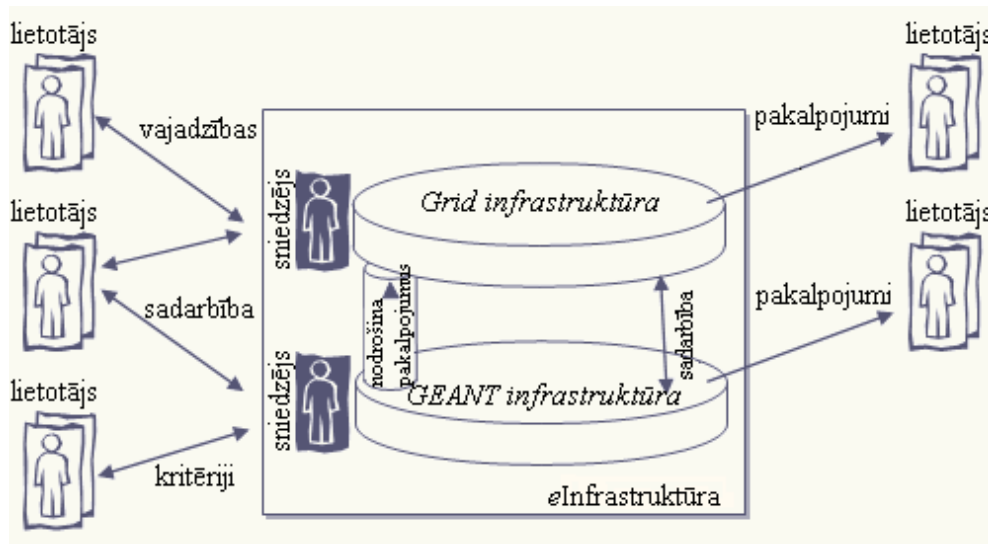 lietotājs
lietotājs
vajadzības
pakalpojumi
sniedzējs
Grid infrastruktūra
lietotājs
lietotājs
sadarbība
nodrošina
pakalpojumus
sadarbība
pakalpojumi
sniedzējs
GEANT infrastruktūra
lietotājs
kritēriji
eInfrastruktūra